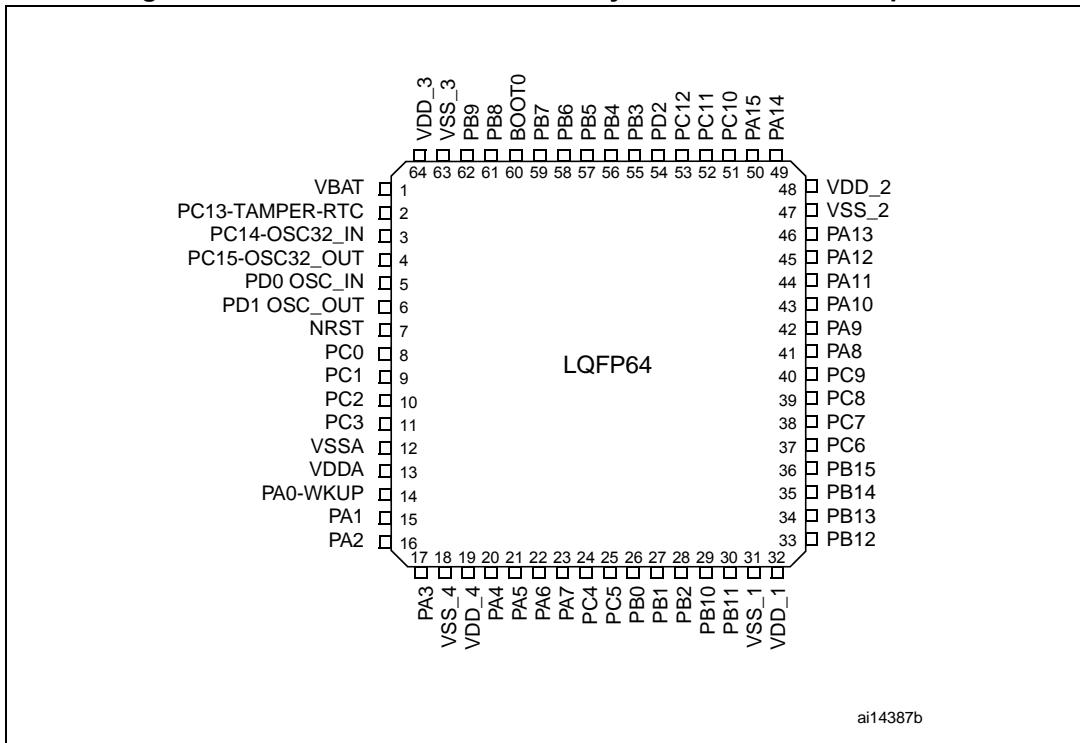 VDD_3
VSS_3
PB9
PB8
BOOT0
PB7
PB6
PB5
PB4
PB3
PD2
PC12
PC11
PC10
PA15
PA14
64 63 62 61 60 59 58 57 56 55 54 53 52 51 50 49
VBAT 1
PC13-TAMPER-RTC 2
PC14-OSC32_IN 3
PC15-OSC32_OUT 4
PD0 OSC_IN 5
PD1 OSC_OUT 6
NRST 7
PC0 8
PC1 9
PC2 10
PC3 11
VSSA 12
VDDA 13
PA0-WKUP 14
PA1 15
PA2 16
LQFP64
48 VDD_2
47 VSS_2
46 PA13
45 PA12
44 PA11
43 PA10
42 PA9
41 PA8
40 PC9
39 PC8
38 PC7
37 PC6
36 PB15
35 PB14
34 PB13
33 PB12
17 18 19 20 21 22 23 24 25 26 27 28 29 30 31 32
PA3
VSS_4
VDD_4
PA4
PA5
PA6
PA7
PC4
PC5
PB0
PB1
PB2
PB10
PB11
VSS_1
VDD_1
ai14387b